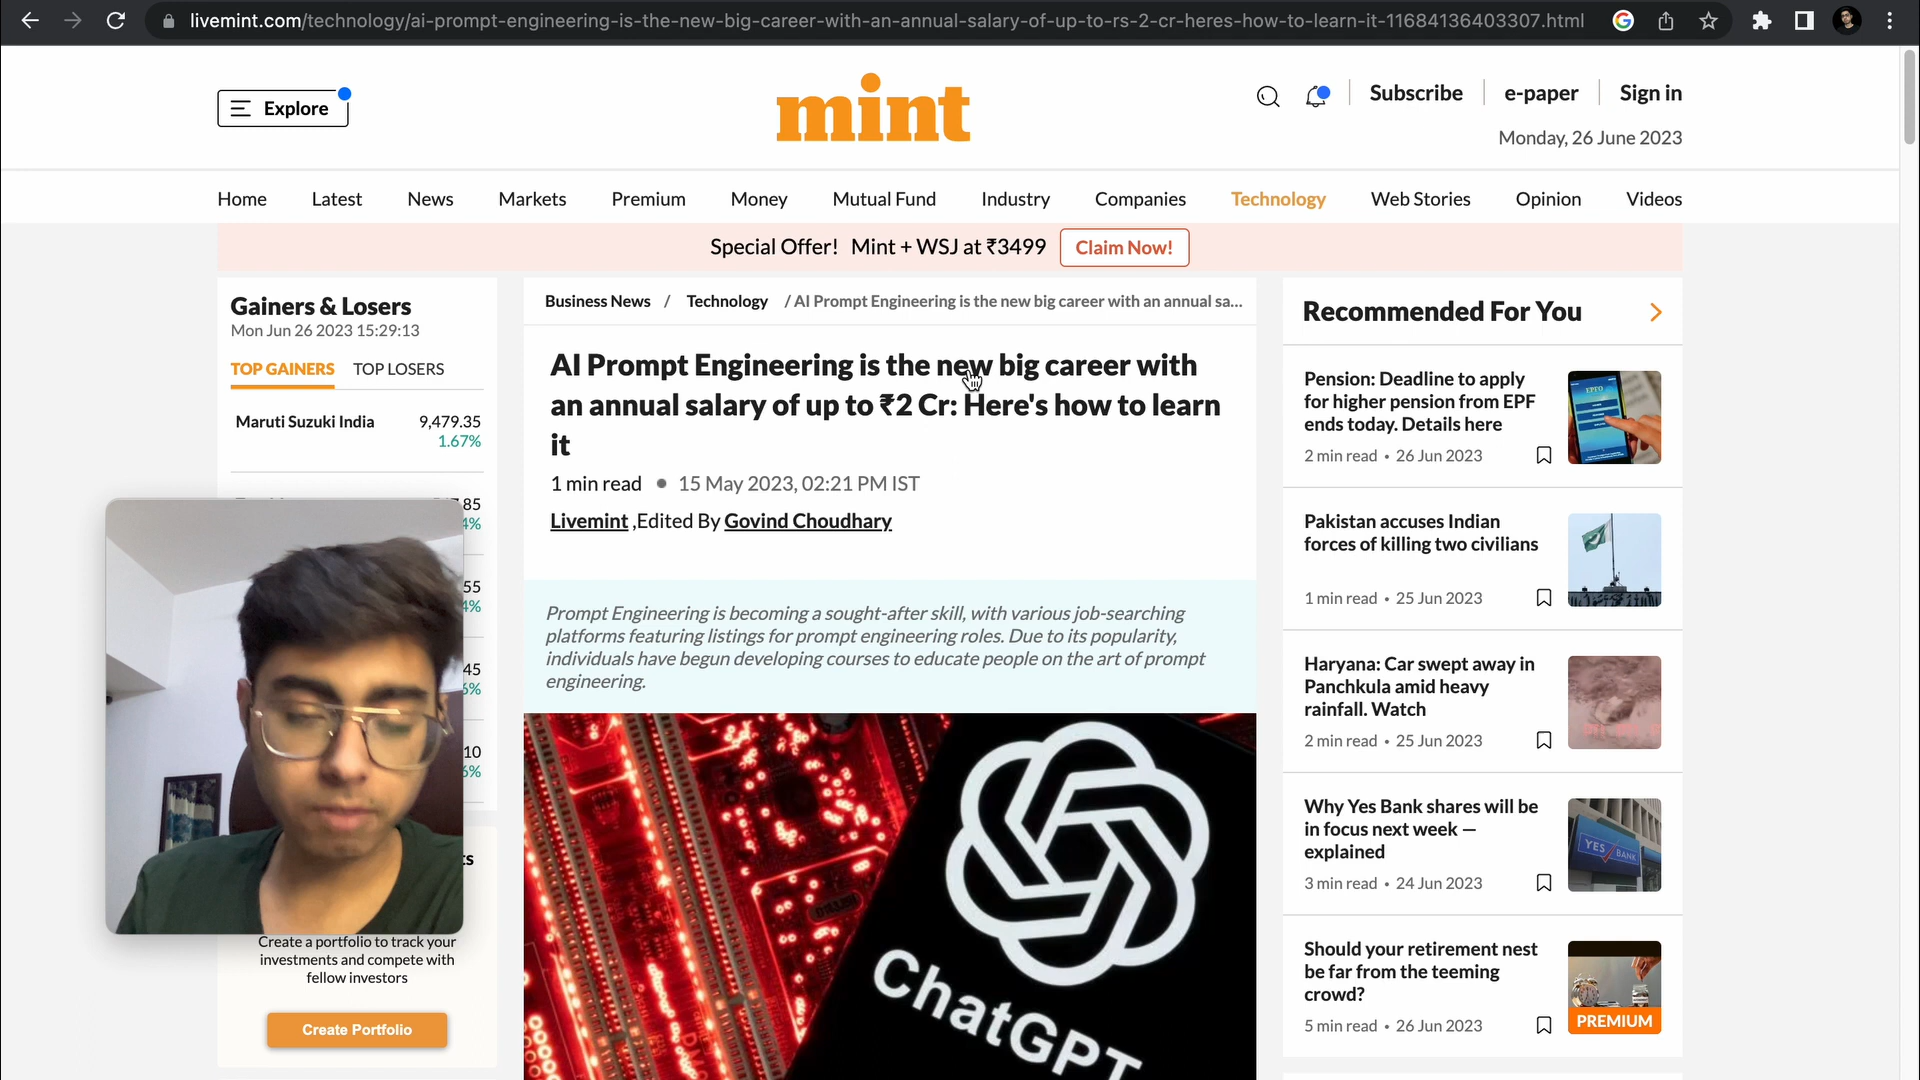 livemint.com/technology/ai-prompt-engineering-is-the-new-big-career-with-an-annual-salary-of-up-to-rs-2-cr-heres-how-to-learn-it-11684136403307.html
Explore
mint
Subscribe
e-paper
Sign in
Monday, 26 June 2023
Home Latest News Markets Premium Money Mutual Fund Industry Companies Technology Web Stories Opinion Videos
Special Offer! Mint + WSJ at ₹3499 Claim Now!
Gainers & Losers
Mon Jun 26 2023 15:29:13
TOP GAINERS TOP LOSERS
Maruti Suzuki India 9,479.35
1.67%
85
4%
55
4%
45
6%
10
6%
ts
Create a portfolio to track your
investments and compete with
fellow investors
Create Portfolio
Business News / Technology / AI Prompt Engineering is the new big career with an annual sa...
AI Prompt Engineering is the new big career with
an annual salary of up to ₹2 Cr: Here's how to learn
it
1 min read • 15 May 2023, 02:21 PM IST
Livemint ,Edited By Govind Choudhary
Prompt Engineering is becoming a sought-after skill, with various job-searching
platforms featuring listings for prompt engineering roles. Due to its popularity,
individuals have begun developing courses to educate people on the art of prompt
engineering.
ChatGPT
Recommended For You
Pension: Deadline to apply
for higher pension from EPF
ends today. Details here
2 min read • 26 Jun 2023
Pakistan accuses Indian
forces of killing two civilians
1 min read • 25 Jun 2023
Haryana: Car swept away in
Panchkula amid heavy
rainfall. Watch
2 min read • 25 Jun 2023
Why Yes Bank shares will be
in focus next week —
explained
3 min read • 24 Jun 2023
YES BANK
Should your retirement nest
be far from the teeming
crowd?
5 min read • 26 Jun 2023
PREMIUM